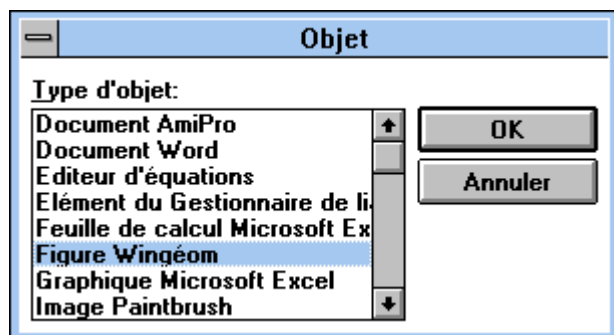 Objet
Type d'objet:
Document AmiPro
Document Word
Editeur d'équations
Elément du Gestionnaire de li
Feuille de calcul Microsoft Ex
Figure Wingéom
Graphique Microsoft Excel
Image Paintbrush
OK
Annuler